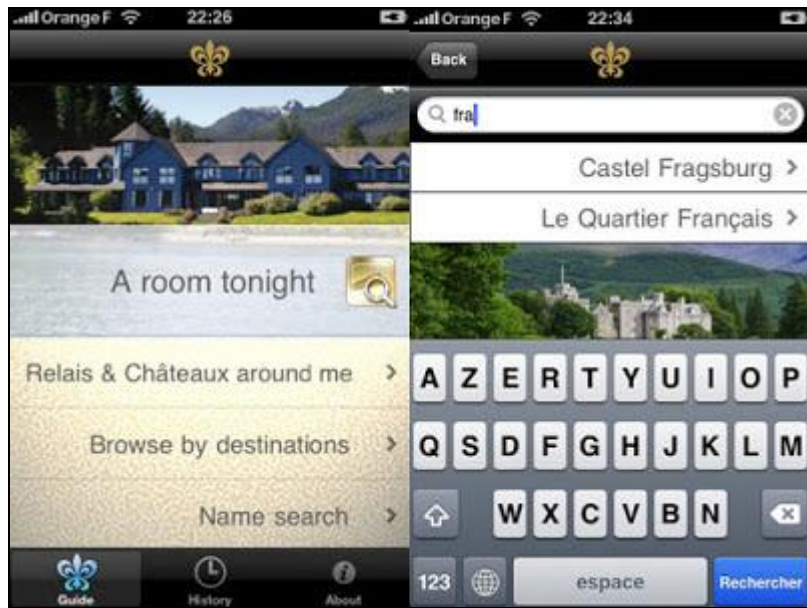 Orange F 22:26
A room tonight
Relais & Châteaux around me
Browse by destinations
Name search
Guide History About
Orange F 22:34
Back
fra
Castel Fragsburg
Le Quartier Français
A Z E R T Y U I O P
Q S D F G H J K L M
W X C V B N
123 espace Rechercher